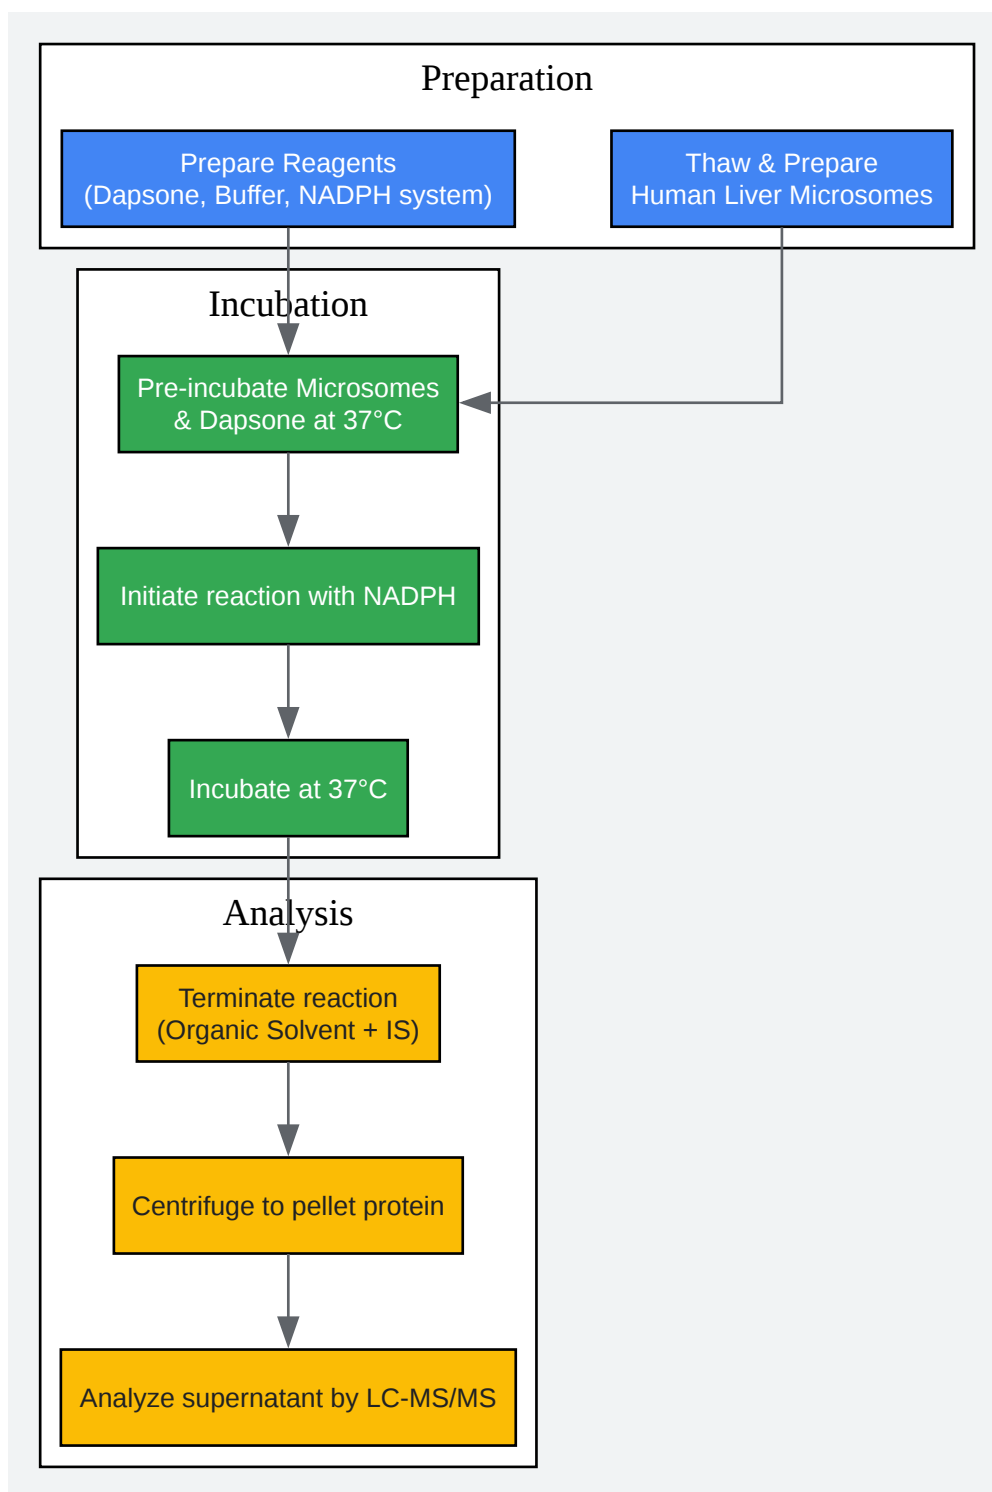 Preparation
Prepare Reagents
(Dapsone, Buffer, NADPH system)
Thaw & Prepare
Human Liver Microsomes
Incubation
Pre-incubate Microsomes
& Dapsone at 37°C
Initiate reaction with NADPH
Incubate at 37°C
Analysis
Terminate reaction
(Organic Solvent + IS)
Centrifuge to pellet protein
Analyze supernatant by LC-MS/MS